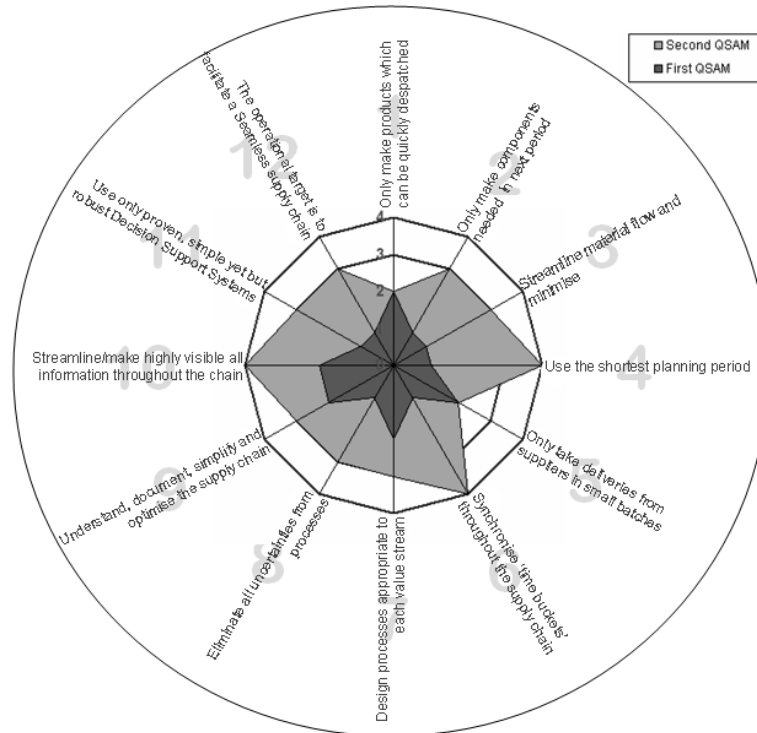 Second QSAM
First QSAM
1
Only make products which
can be quickly despatched
2
Only make components
needed in next period
3
Streamline material flow and
minimise
4
Use the shortest planning period
5
Only take deliveries from
suppliers in small batches
6
Synchronise 'time buckets'
throughout the supply chain
7
Design processes appropriate to
each value stream
8
Eliminate all uncertainties from
processes
9
Understand, document, simplify and
optimise the supply chain
10
Streamline/make highly visible all
information throughout the chain
11
Use only proven, simple yet but
robust Decision Support Systems
12
The operational target is to
facilitate a Seamless supply chain
4
3
2